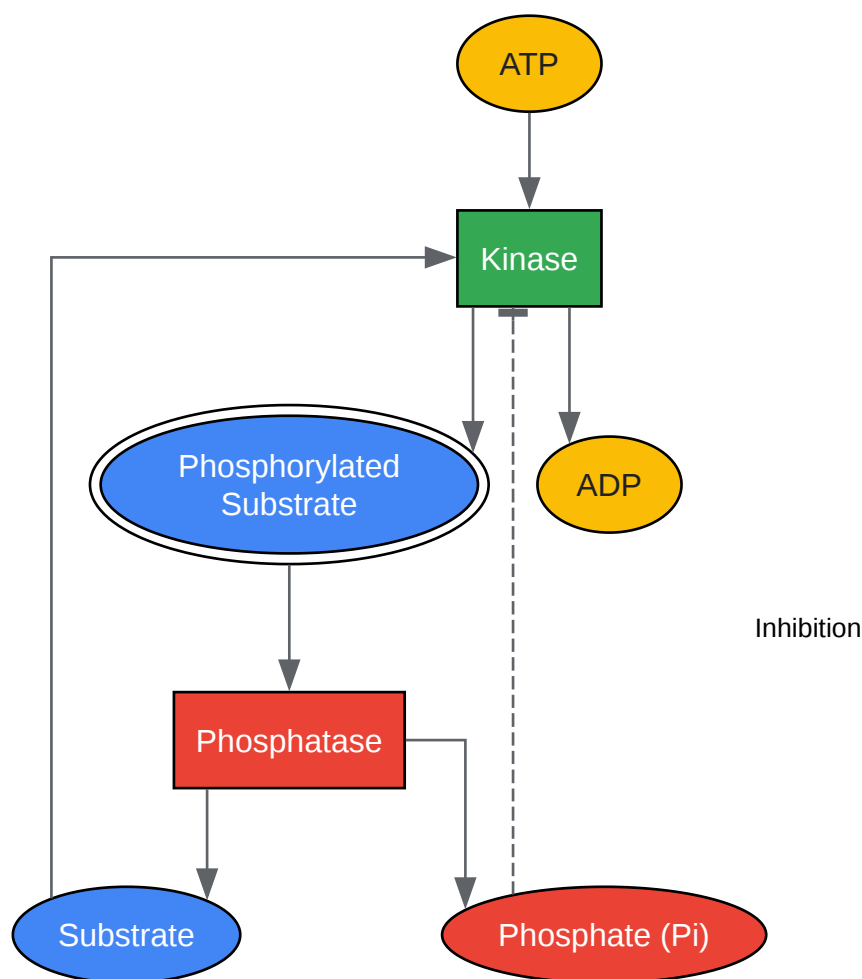 ATP
Kinase
Phosphorylated
Substrate
ADP
Inhibition
Phosphatase
Substrate
Phosphate (Pi)